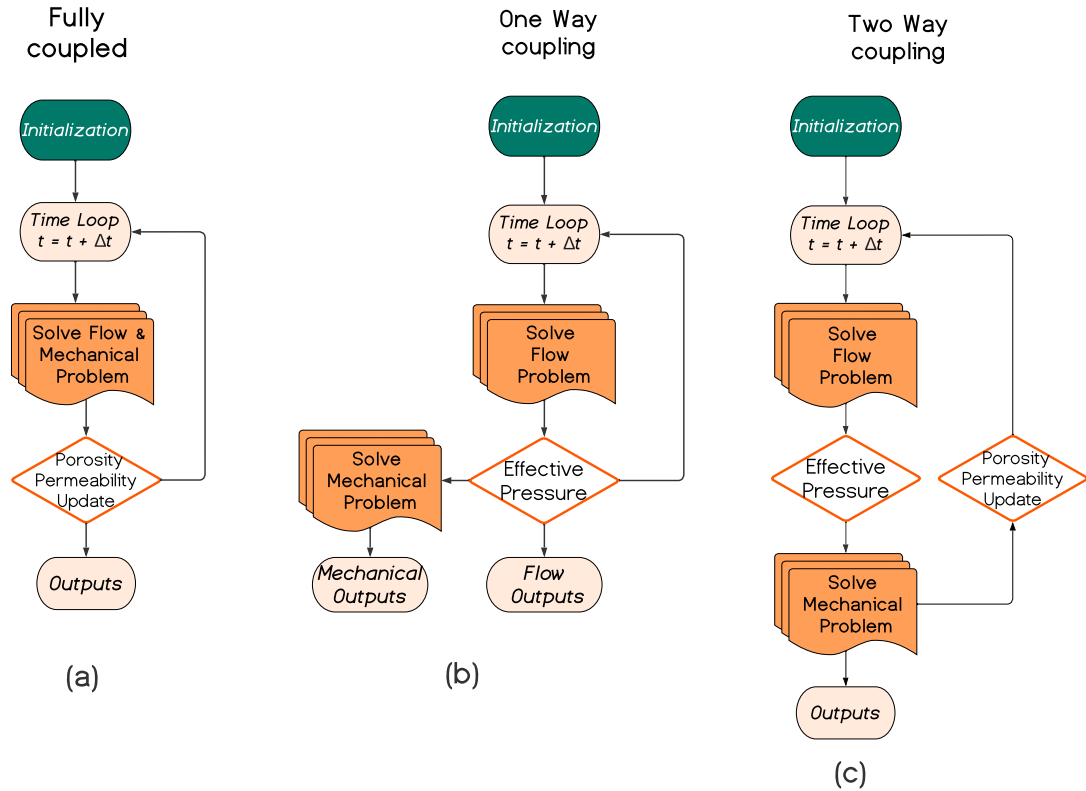 Fully
coupled
Initialization
Time Loop
t = t + Δt
Solve Flow &
Mechanical
Problem
Porosity
Permeability
Update
Outputs
(a)
One Way
coupling
Initialization
Time Loop
t = t + Δt
Solve
Flow
Problem
Effective
Pressure
Solve
Mechanical
Problem
Mechanical
Outputs
Flow
Outputs
(b)
Two Way
coupling
Initialization
Time Loop
t = t + Δt
Solve
Flow
Problem
Effective
Pressure
Porosity
Permeability
Update
Solve
Mechanical
Problem
Outputs
(c)